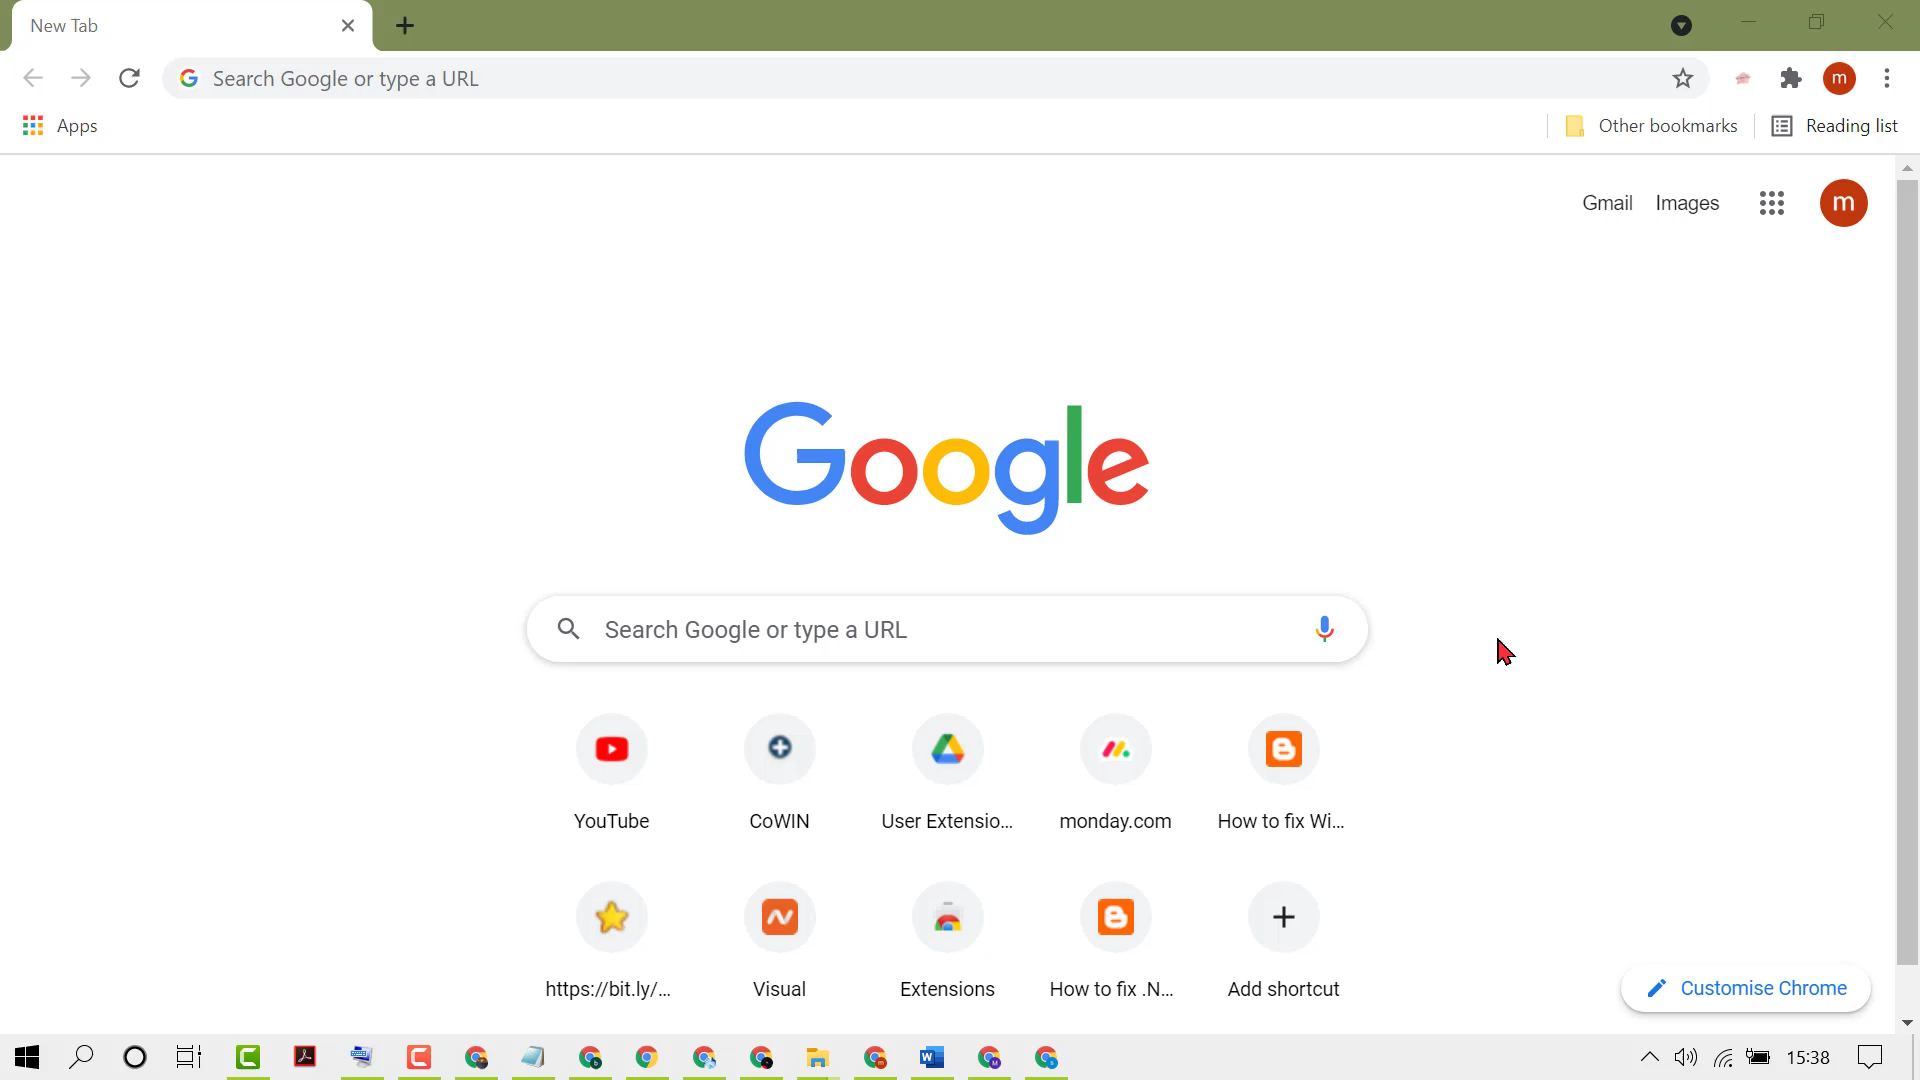 New Tab
Search Google or type a URL
Apps
Other bookmarks
Reading list
m
Gmail
Images
m
Google
Search Google or type a URL
YouTube
CoWIN
User Extensio...
monday.com
How to fix Wi...
https://bit.ly/...
Visual
Extensions
How to fix .N...
Add shortcut
Customise Chrome
15:38